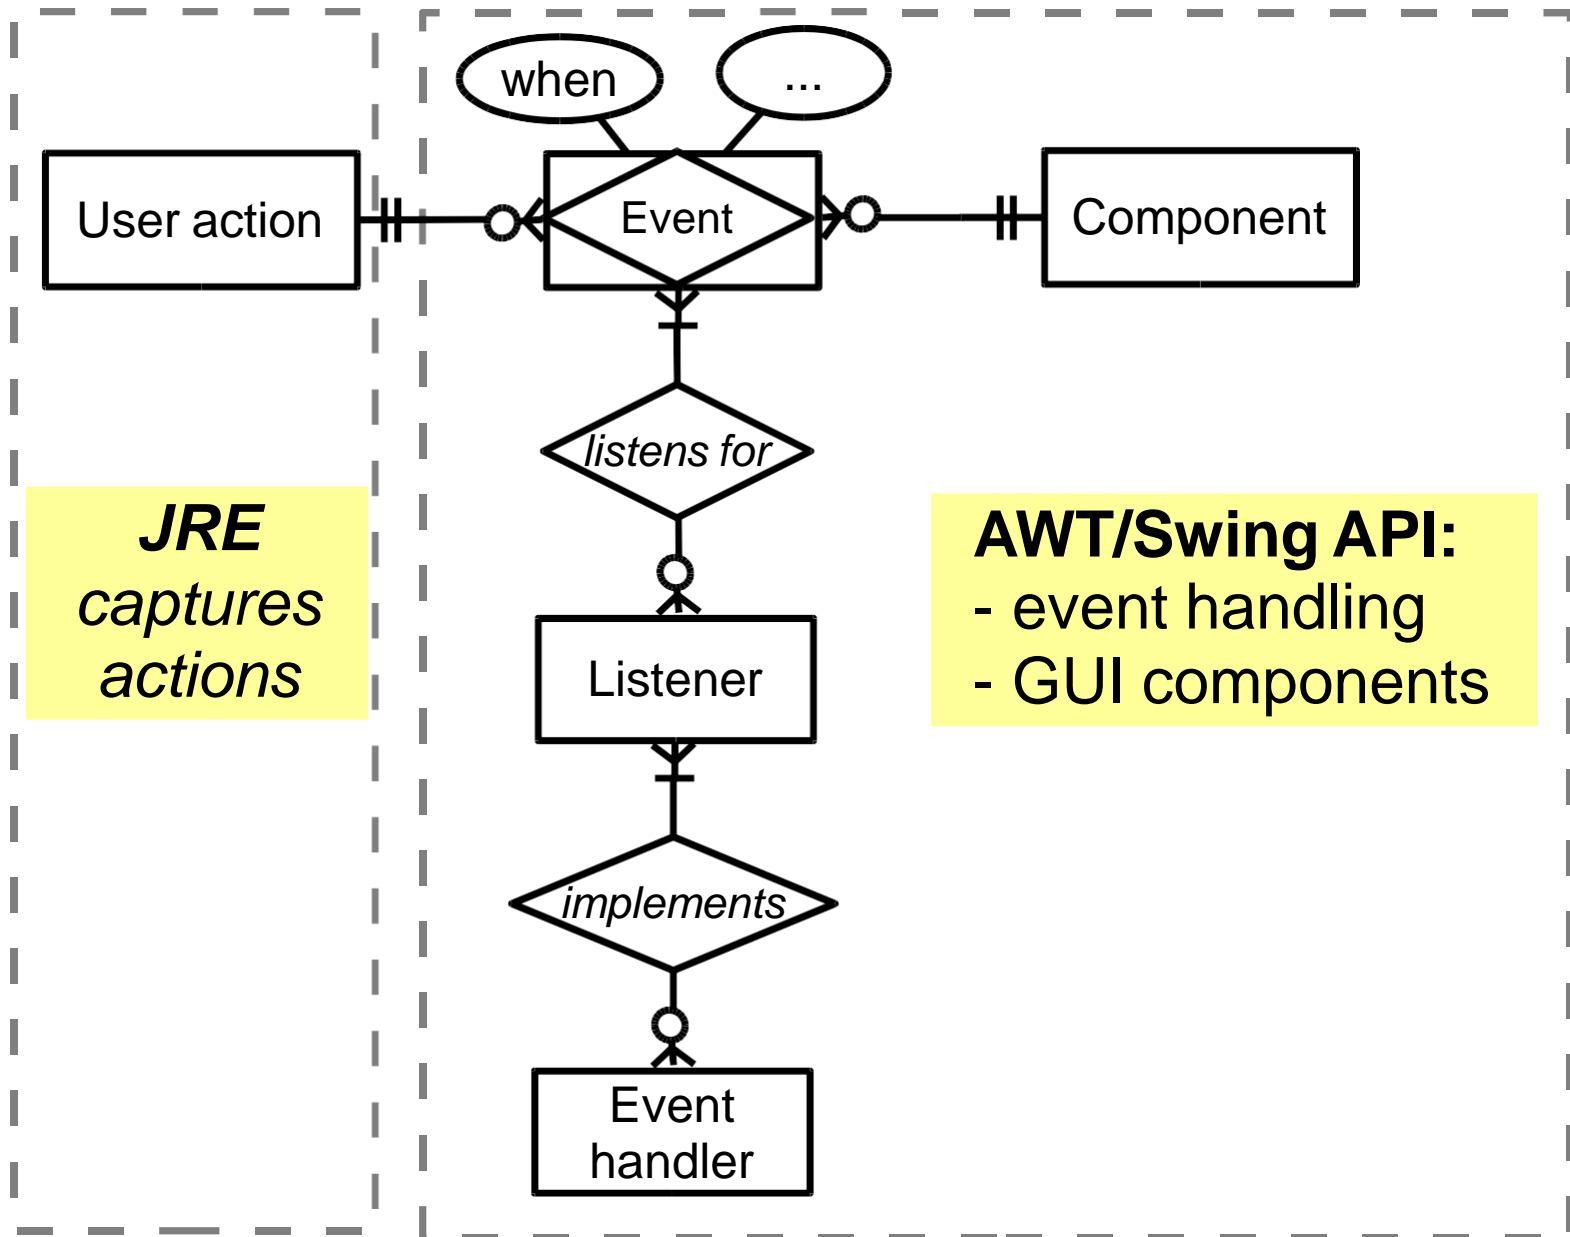 when
...
User action
Event
Component
listens for
JRE
captures
actions
AWT/Swing API:
- event handling
- GUI components
Listener
implements
Event
handler